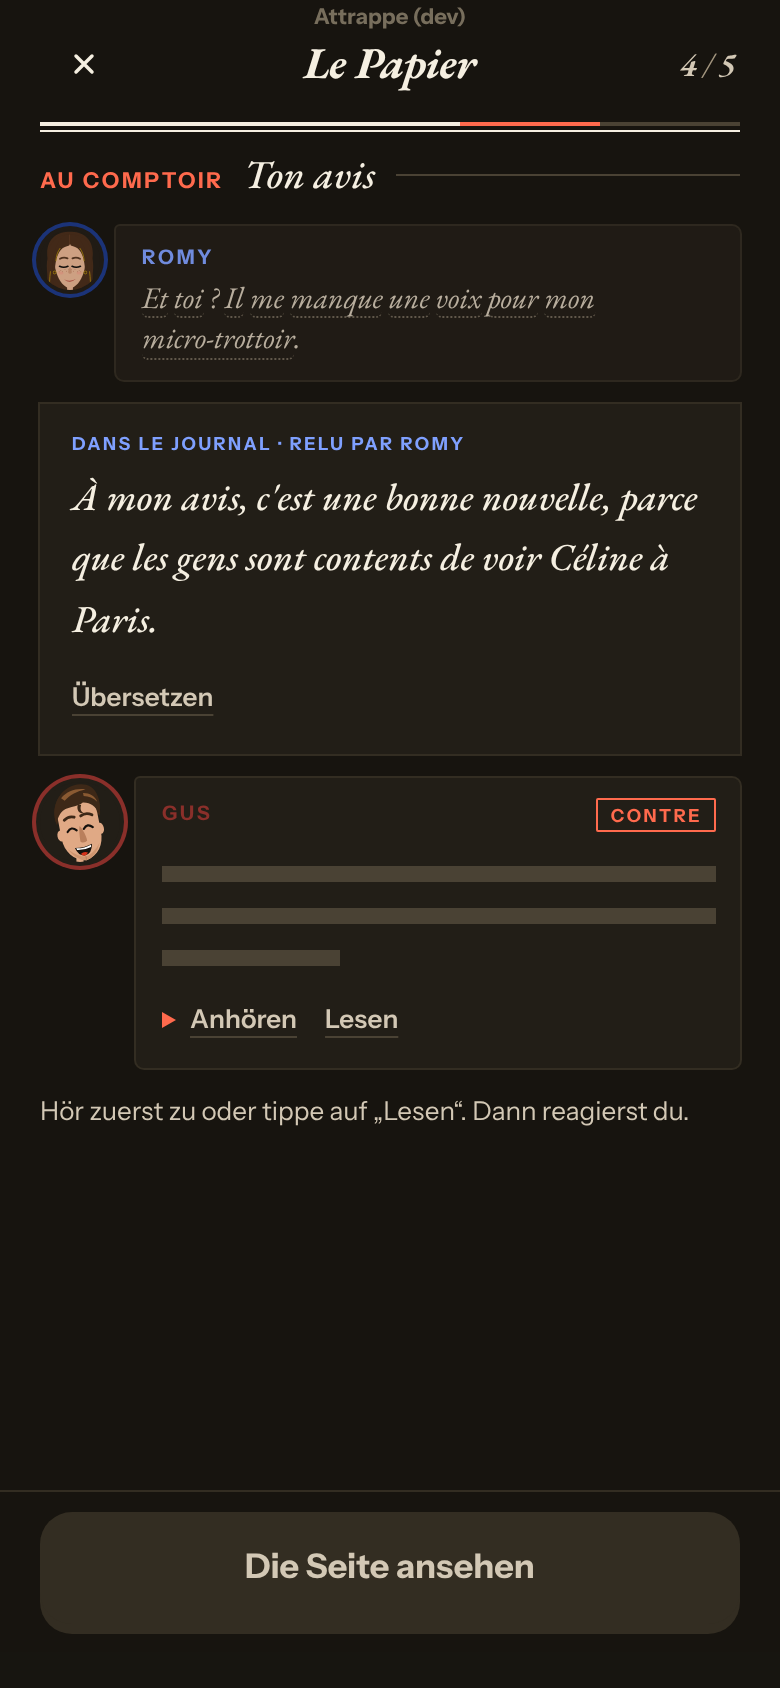 Attrappe (dev)
✕ Le Papier 4 / 5
AU COMPTOIR Ton avis
ROMY
Et toi ? Il me manque une voix pour mon
micro-trottoir.
DANS LE JOURNAL · RELU PAR ROMY
À mon avis, c'est une bonne nouvelle, parce
que les gens sont contents de voir Céline à
Paris.
Übersetzen
GUS CONTRE
Anhören Lesen
Hör zuerst zu oder tippe auf „Lesen“. Dann reagierst du.
Die Seite ansehen